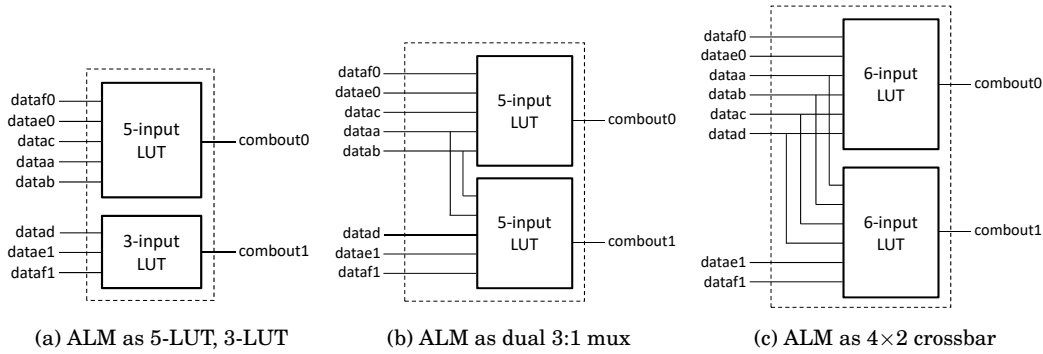 dataf0
datae0
datac
dataa
datab
5-input
LUT
combout0
datad
datae1
dataf1
3-input
LUT
combout1
(a) ALM as 5-LUT, 3-LUT
dataf0
datae0
datac
dataa
datab
5-input
LUT
combout0
datad
datae1
dataf1
5-input
LUT
combout1
(b) ALM as dual 3:1 mux
dataf0
datae0
dataa
datab
datac
datad
6-input
LUT
combout0
datae1
dataf1
6-input
LUT
combout1
(c) ALM as 4×2 crossbar